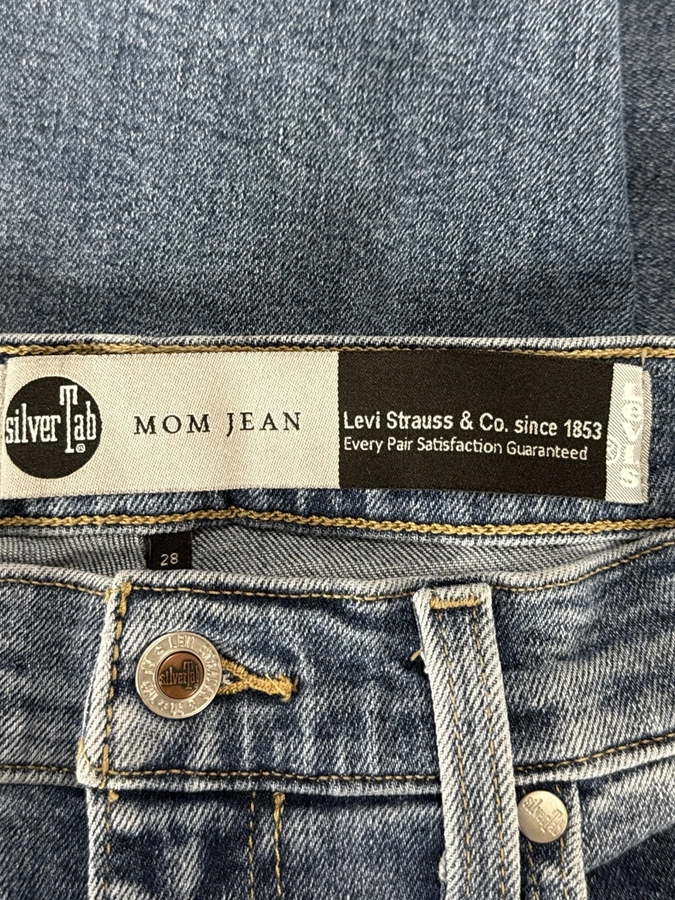 silverTab®
MOM JEAN
Levi Strauss & Co. since 1853
Every Pair Satisfaction Guaranteed
Levi's®
28
silverTab
silverTab